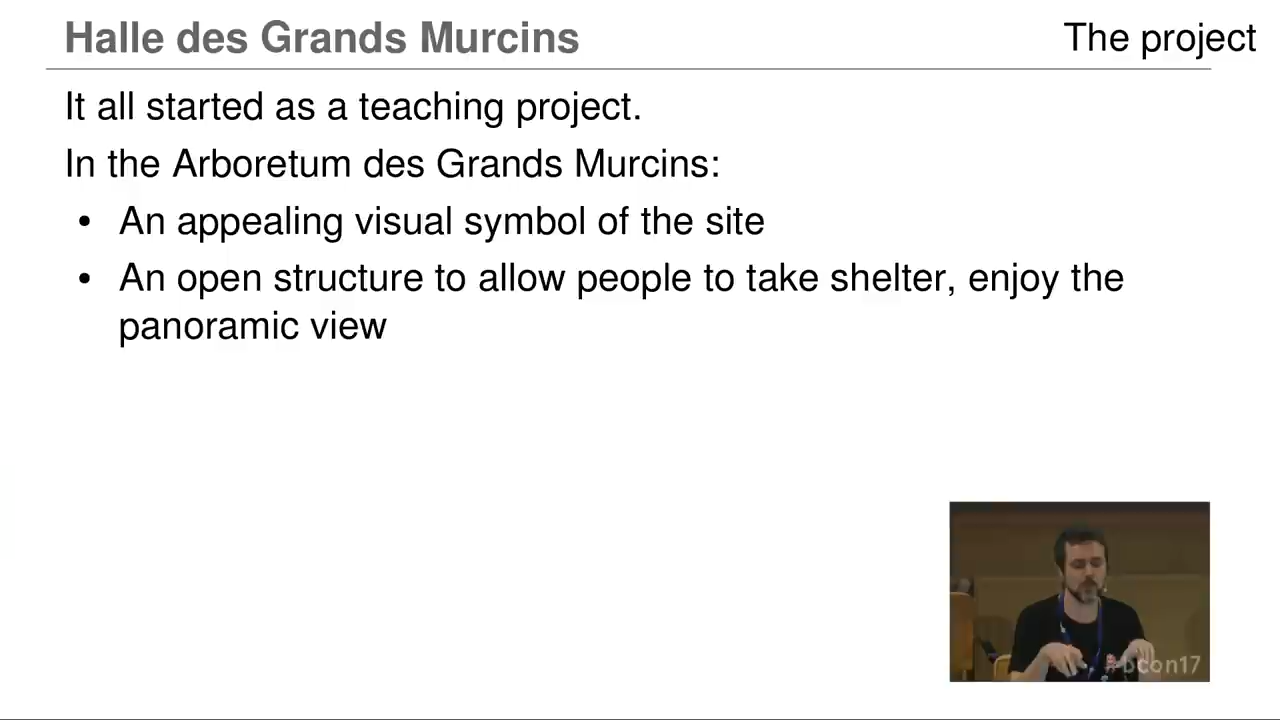 Halle des Grands Murcins
The project
It all started as a teaching project.
In the Arboretum des Grands Murcins:
• An appealing visual symbol of the site
• An open structure to allow people to take shelter, enjoy the
panoramic view
#bcon17